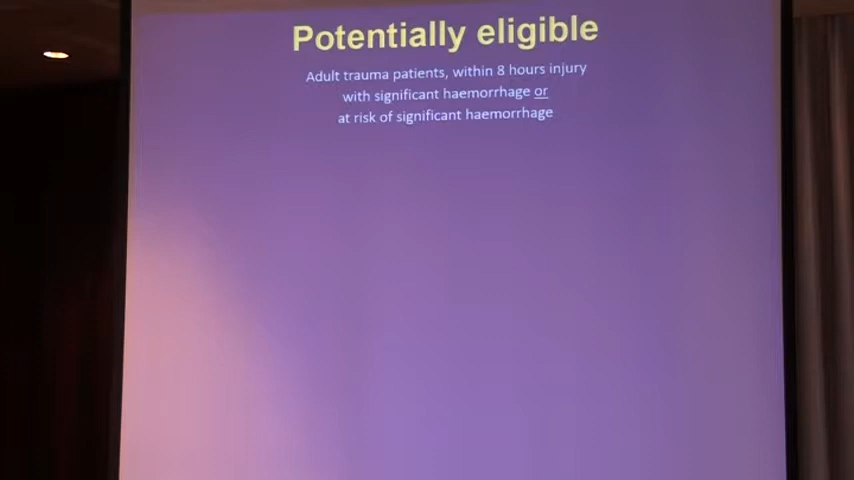 Potentially eligible
Adult trauma patients, within 8 hours injury
with significant haemorrhage or
at risk of significant haemorrhage